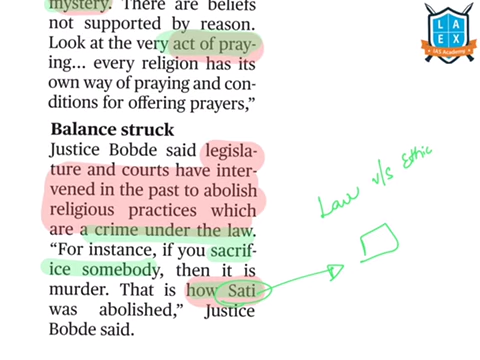 mystery. There are beliefs
not supported by reason.
Look at the very act of pray-
ing... every religion has its
own way of praying and con-
ditions for offering prayers,”
Balance struck
Justice Bobde said legisla-
ture and courts have inter-
vened in the past to abolish
religious practices which
are a crime under the law.
“For instance, if you sacrif-
ice somebody, then it is
murder. That is how Sati
was abolished,” Justice
Bobde said.
Law v/s Ethic
L A
E X
IAS Academy